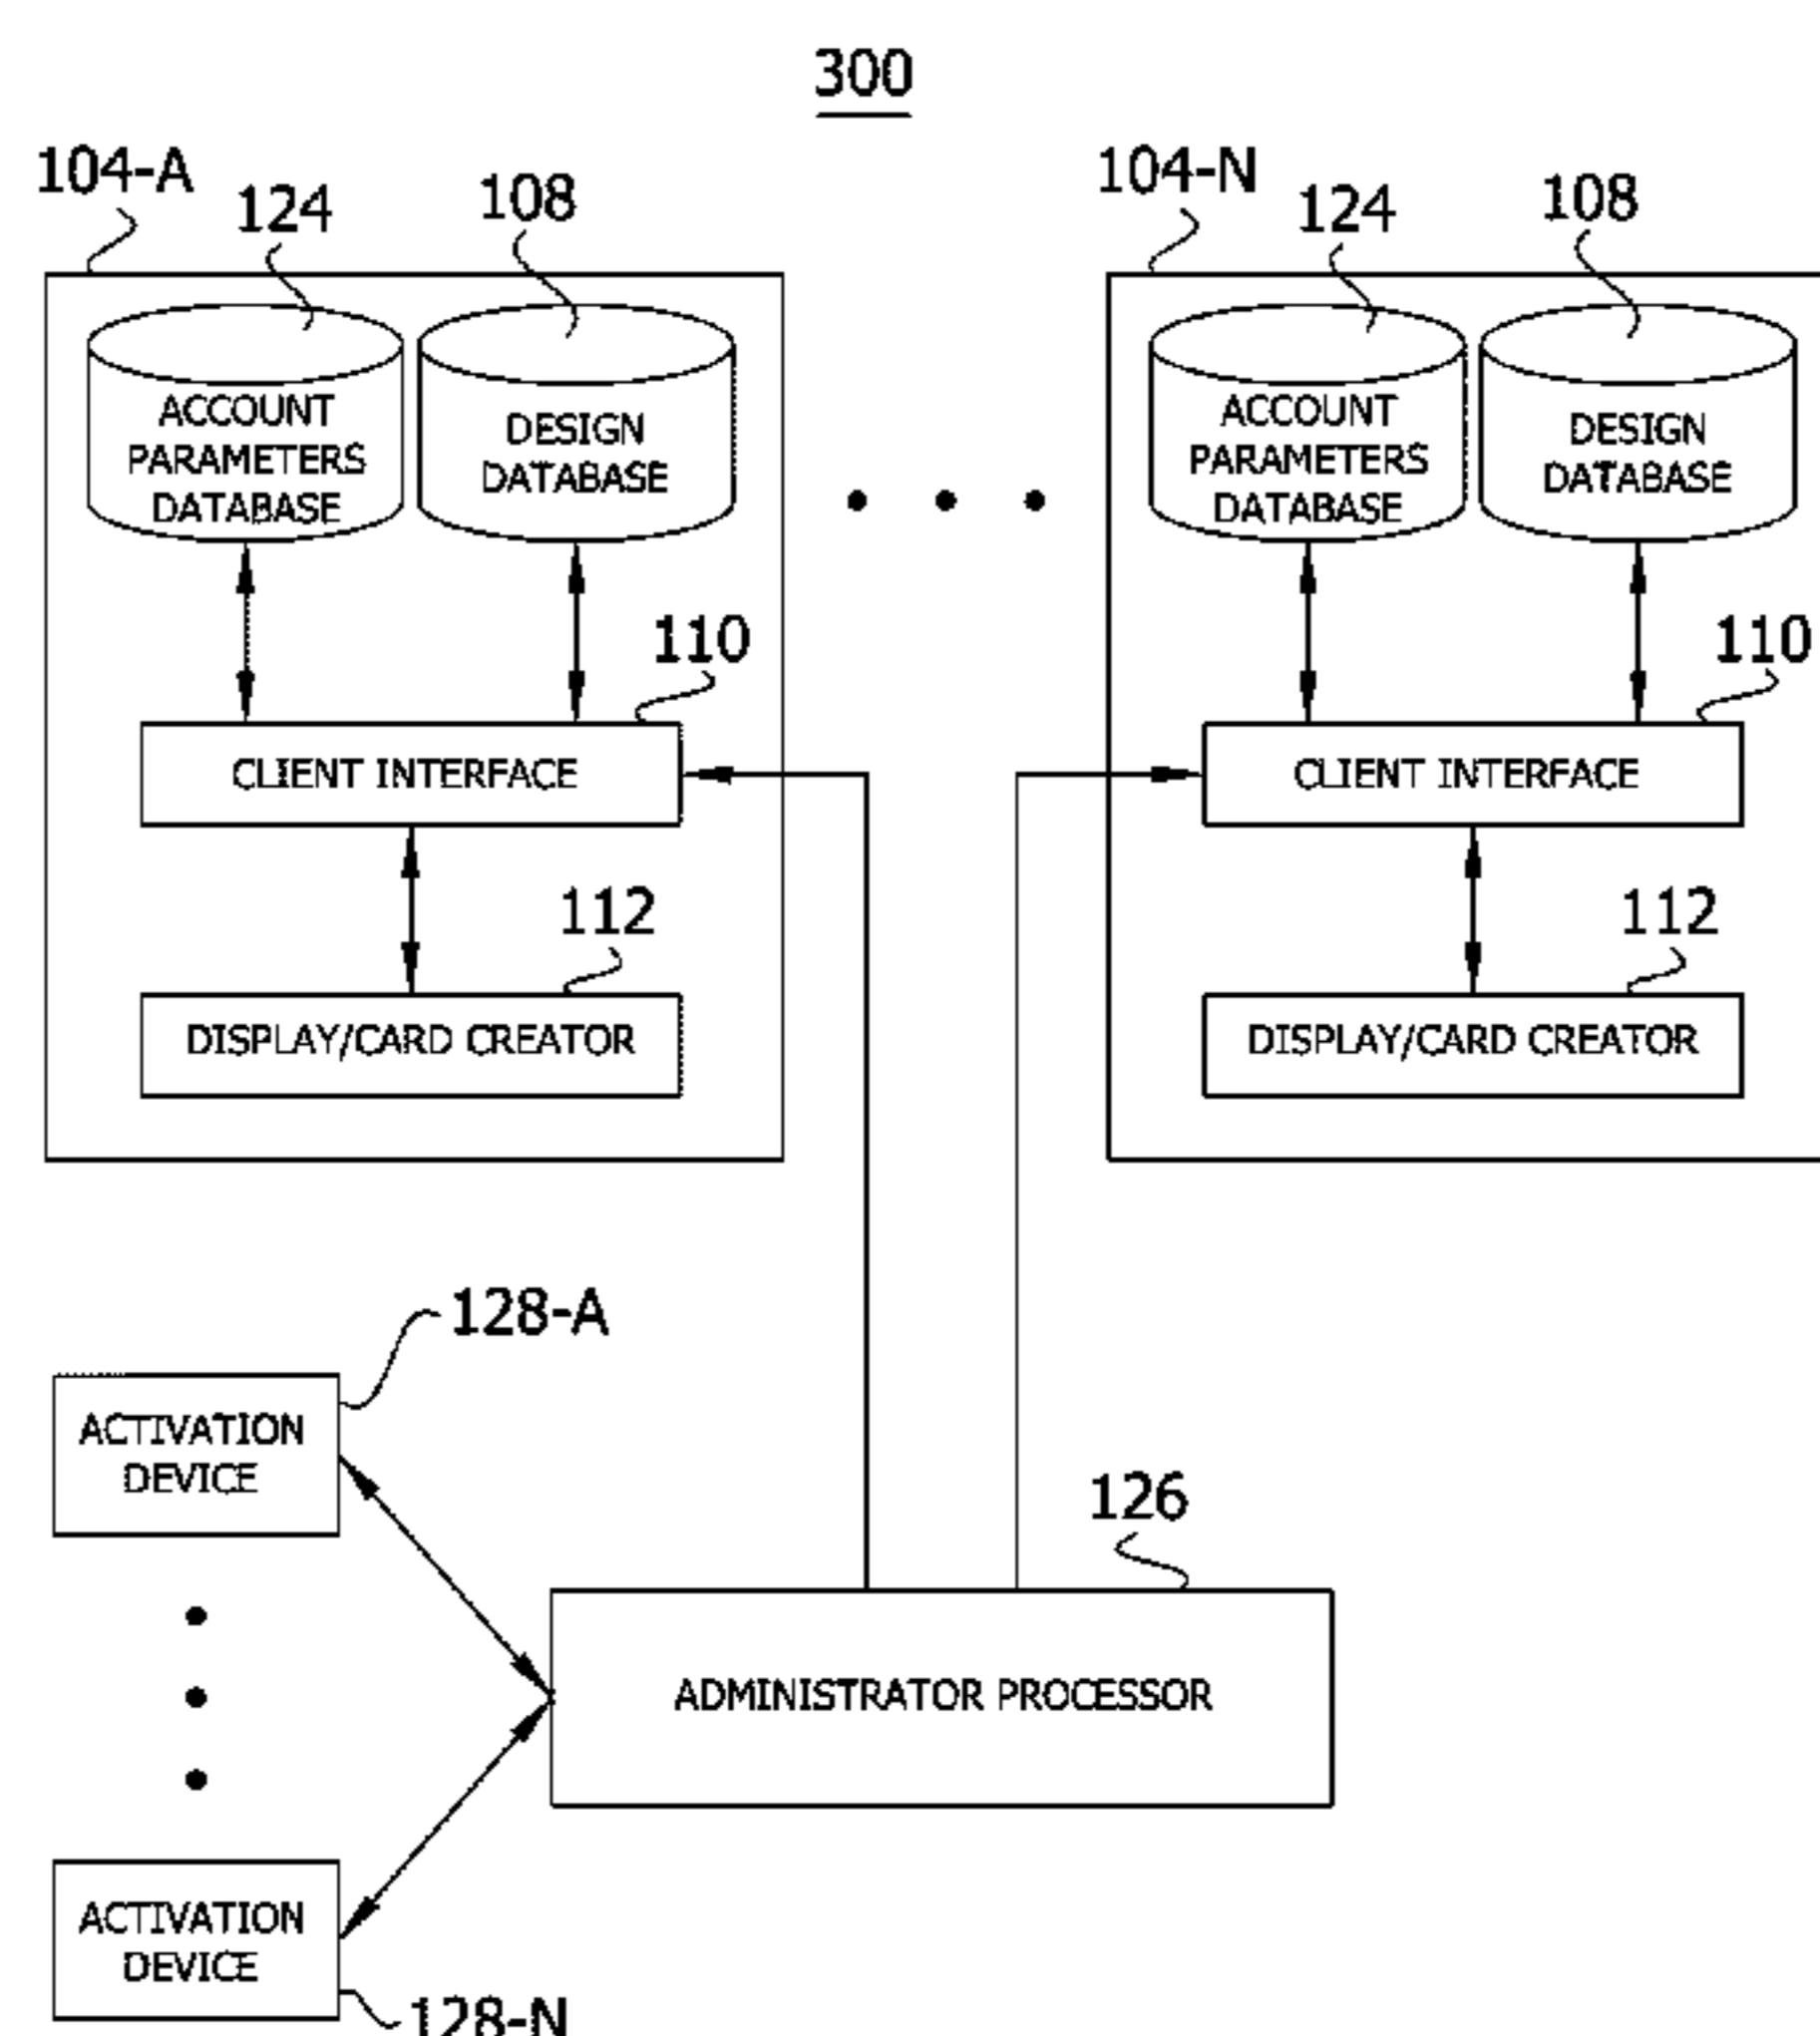 300
104-A
124
108
ACCOUNT
PARAMETERS
DATABASE
DESIGN
DATABASE
110
CLIENT INTERFACE
112
DISPLAY/CARD CREATOR
104-N
124
108
ACCOUNT
PARAMETERS
DATABASE
DESIGN
DATABASE
110
CLIENT INTERFACE
112
DISPLAY/CARD CREATOR
128-A
ACTIVATION
DEVICE
126
ADMINISTRATOR PROCESSOR
ACTIVATION
DEVICE
128-N